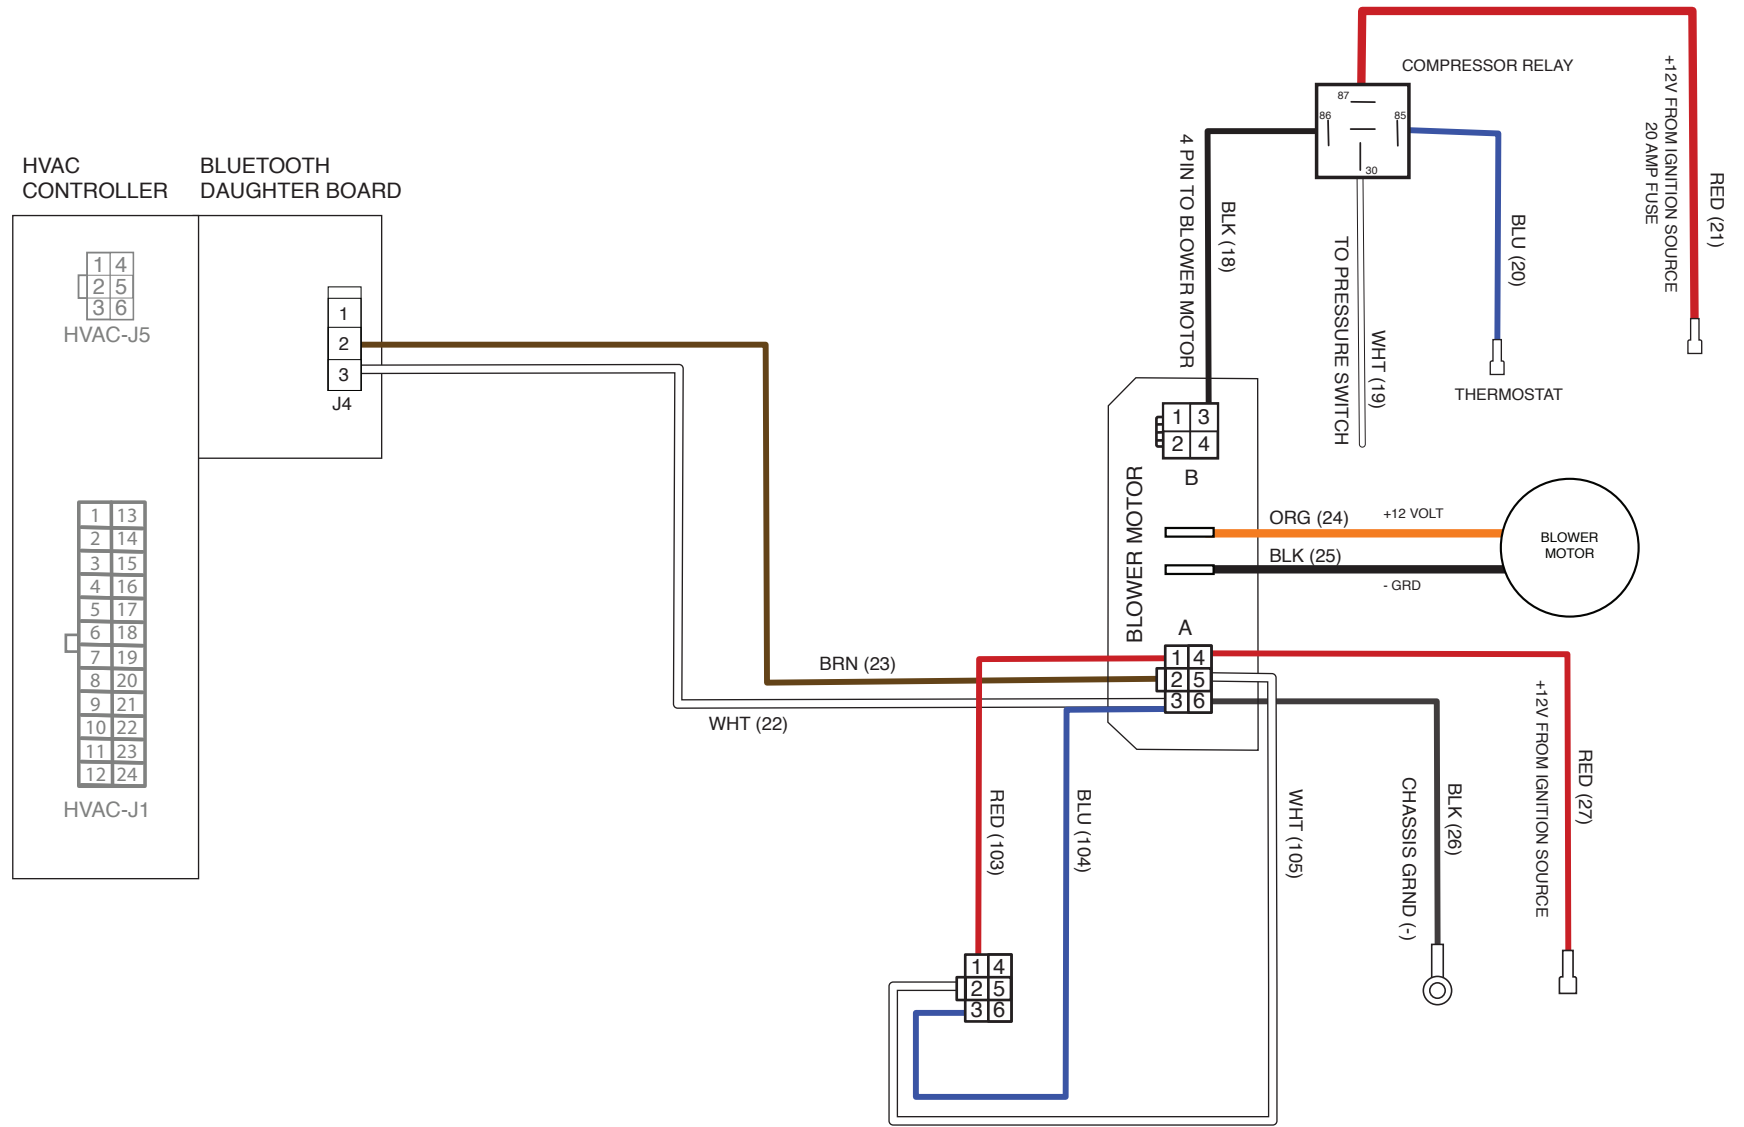 HVAC
CONTROLLER
BLUETOOTH
DAUGHTER BOARD
1 4
2 5
3 6
HVAC-J5
1
2
3
J4
1 13
2 14
3 15
4 16
5 17
6 18
7 19
8 20
9 21
10 22
11 23
12 24
HVAC-J1
COMPRESSOR RELAY
87
86
85
30
4 PIN TO BLOWER MOTOR
BLK (18)
TO PRESSURE SWITCH
WHT (19)
BLU (20)
THERMOSTAT
+12V FROM IGNITION SOURCE
20 AMP FUSE
RED (21)
1 3
2 4
B
BLOWER MOTOR
ORG (24)
+12 VOLT
BLK (25)
- GRD
BLOWER
MOTOR
A
1 4
2 5
3 6
BRN (23)
WHT (22)
RED (103)
BLU (104)
WHT (105)
CHASSIS GRND (-)
BLK (26)
+12V FROM IGNITION SOURCE
RED (27)
1 4
2 5
3 6